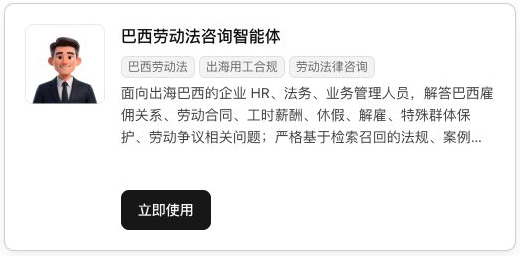 巴西劳动法咨询智能体
巴西劳动法 出海用工合规 劳动法律咨询
面向出海巴西的企业 HR、法务、业务管理人员，解答巴西雇
佣关系、劳动合同、工时薪酬、休假、解雇、特殊群体保
护、劳动争议相关问题；严格基于检索召回的法规、案例...
立即使用